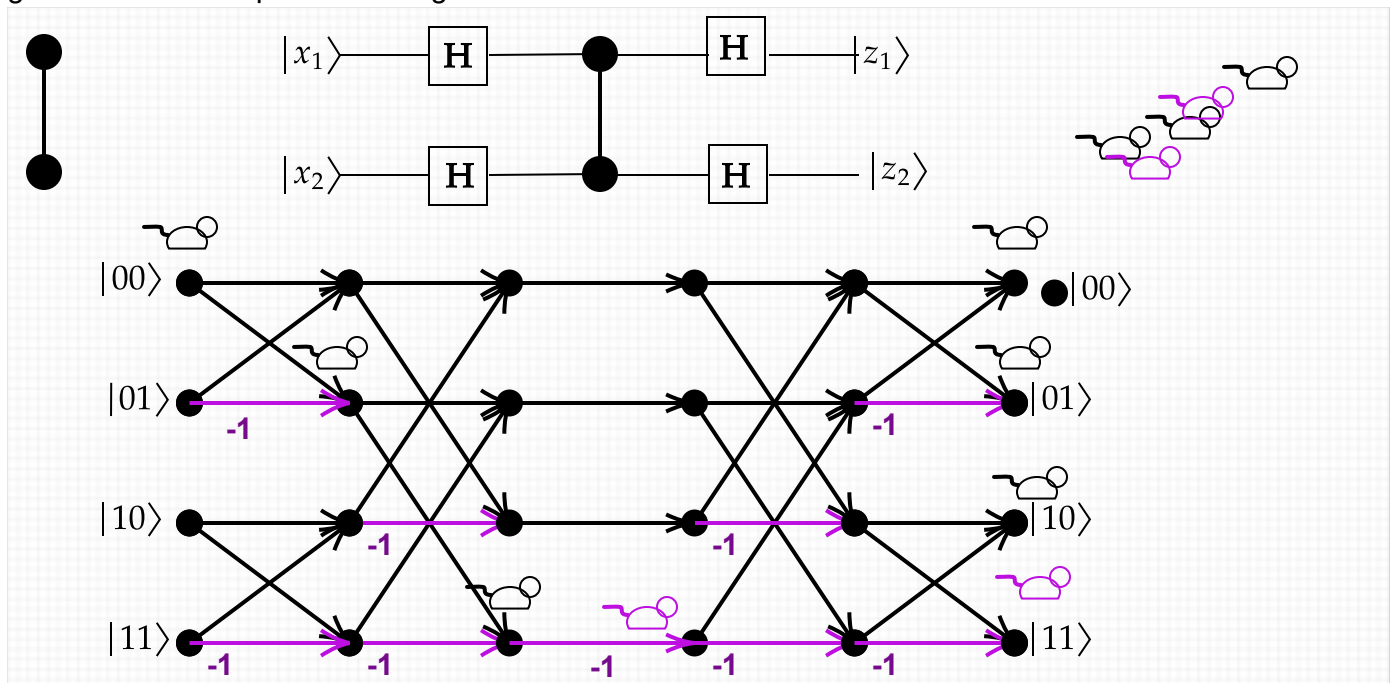 |x₁⟩ H H |z₁⟩
|x₂⟩ H H |z₂⟩
|00⟩ |00⟩
|01⟩ |01⟩
-1 -1
|10⟩ |10⟩
-1 -1
|11⟩ |11⟩
-1 -1 -1 -1 -1